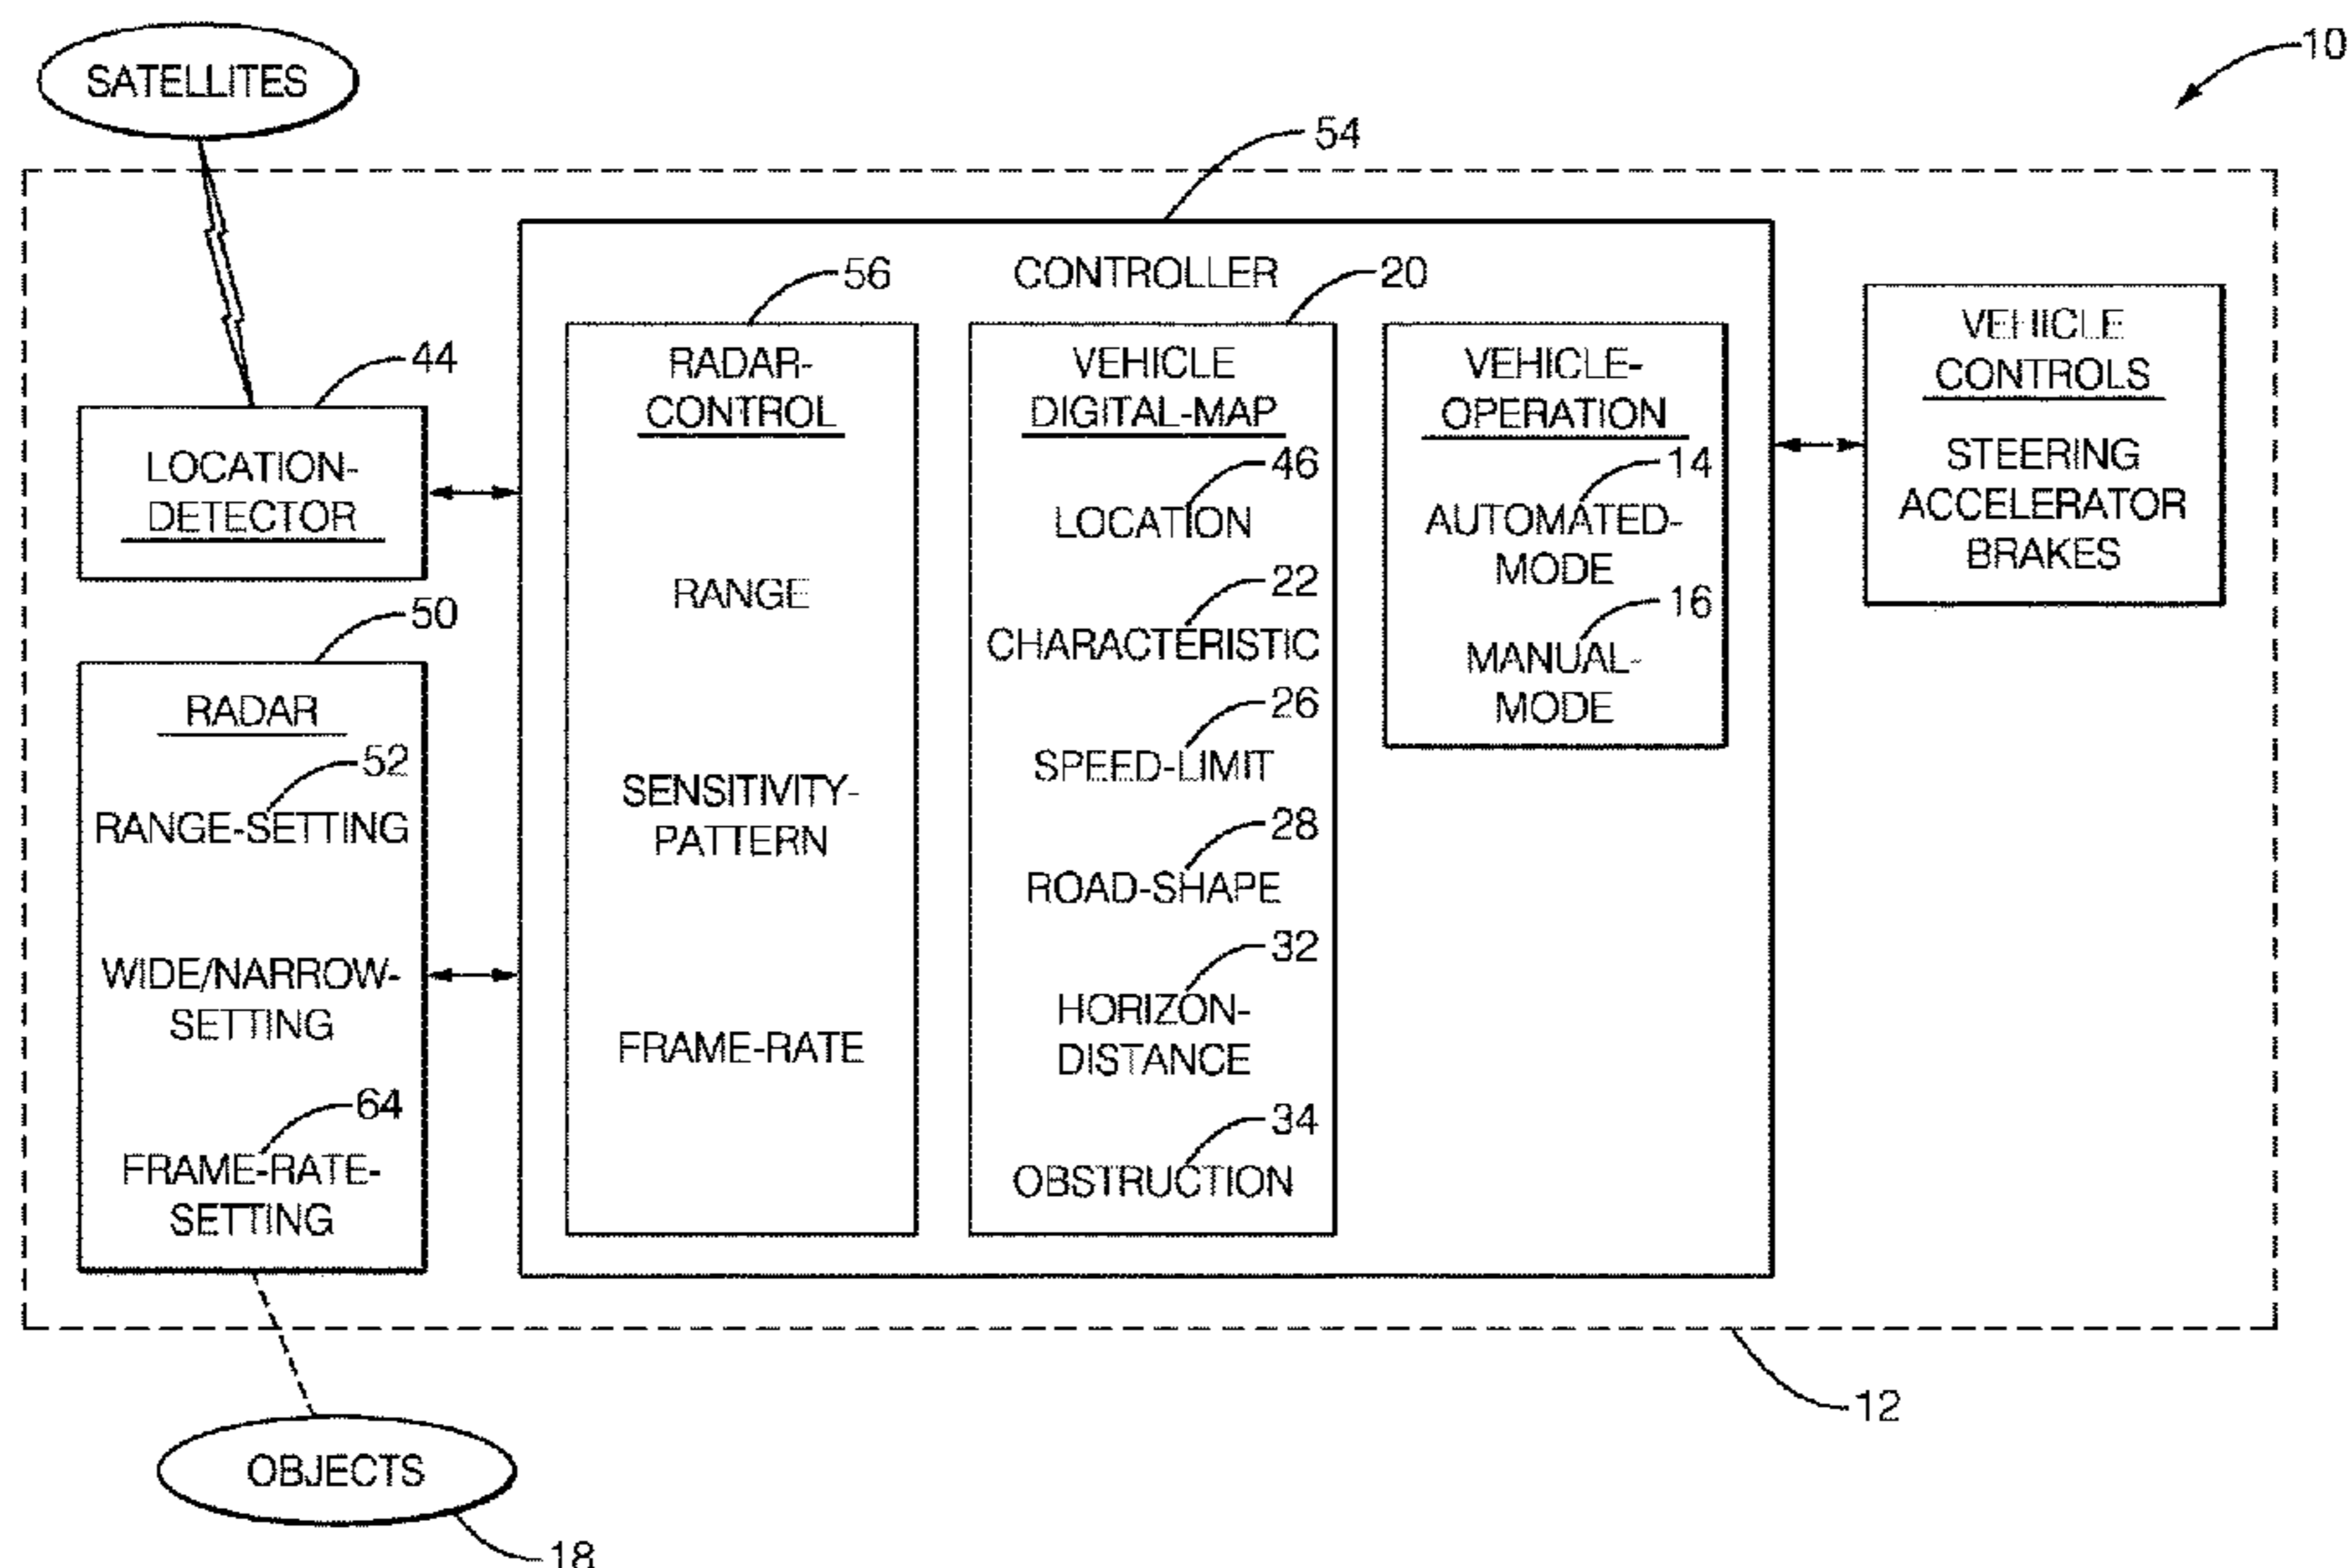 SATELLITES
10
54
CONTROLLER
44
LOCATION-
DETECTOR
50
RADAR
52
RANGE-SETTING
WIDE/NARROW-
SETTING
64
FRAME-RATE-
SETTING
56
RADAR-
CONTROL
RANGE
SENSITIVITY-
PATTERN
FRAME-RATE
20
VEHICLE
DIGITAL-MAP
46
LOCATION
22
CHARACTERISTIC
26
SPEED-LIMIT
28
ROAD-SHAPE
32
HORIZON-
DISTANCE
34
OBSTRUCTION
VEHICLE-
OPERATION
14
AUTOMATED-
MODE
16
MANUAL-
MODE
VEHICLE
CONTROLS
STEERING
ACCELERATOR
BRAKES
12
OBJECTS
18